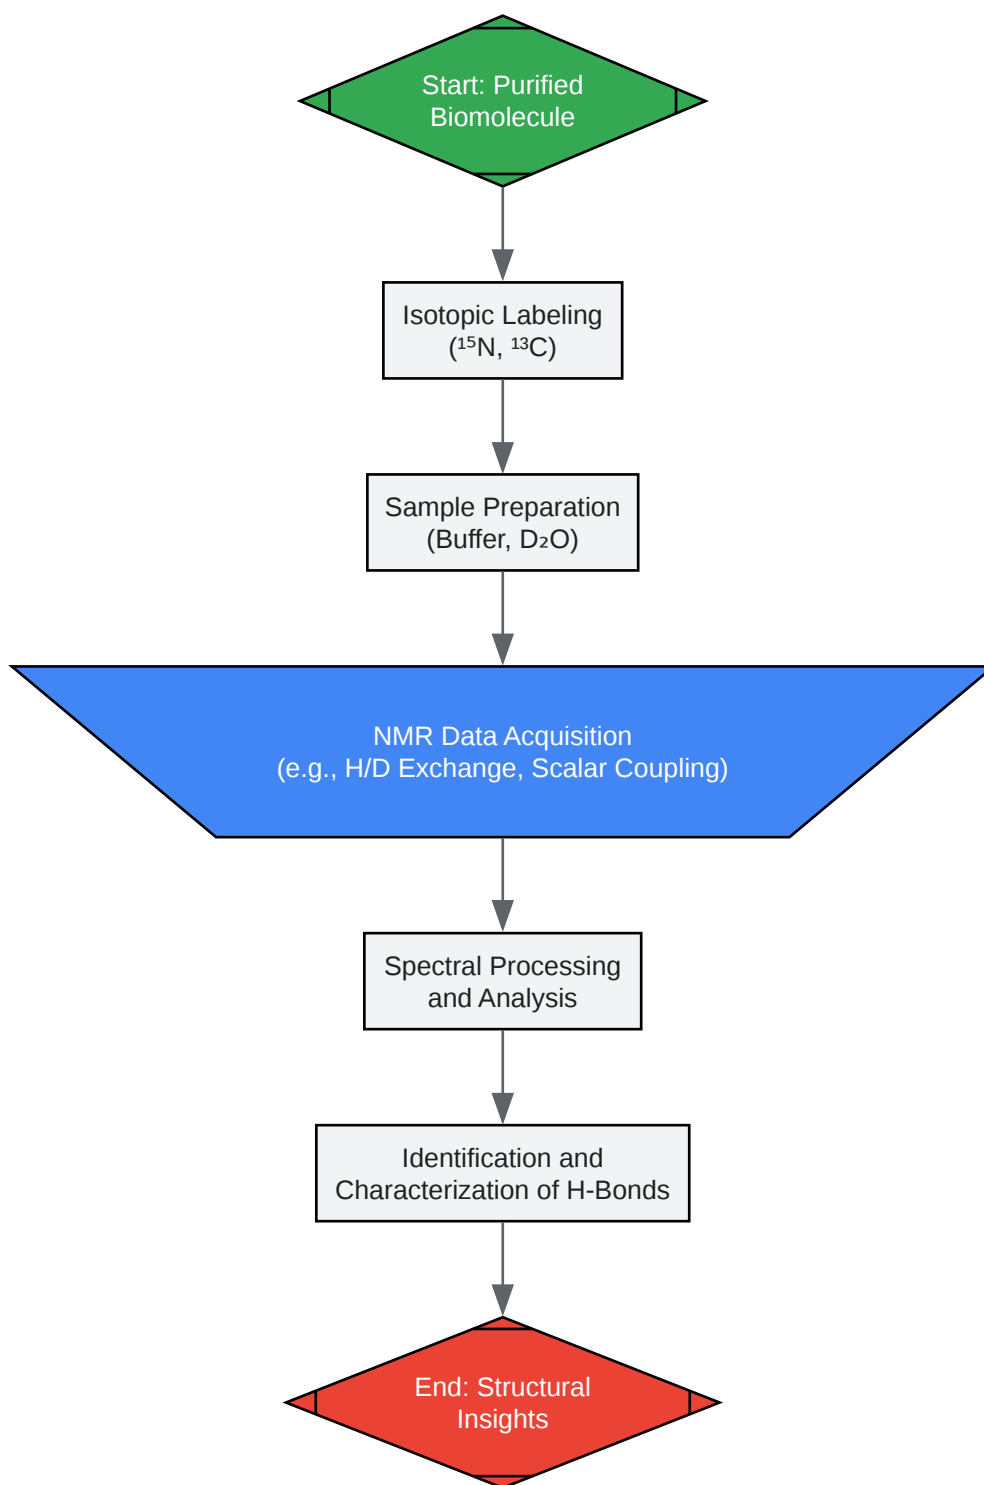 Start: Purified
Biomolecule
Isotopic Labeling
(¹⁵N, ¹³C)
Sample Preparation
(Buffer, D₂O)
NMR Data Acquisition
(e.g., H/D Exchange, Scalar Coupling)
Spectral Processing
and Analysis
Identification and
Characterization of H-Bonds
End: Structural
Insights